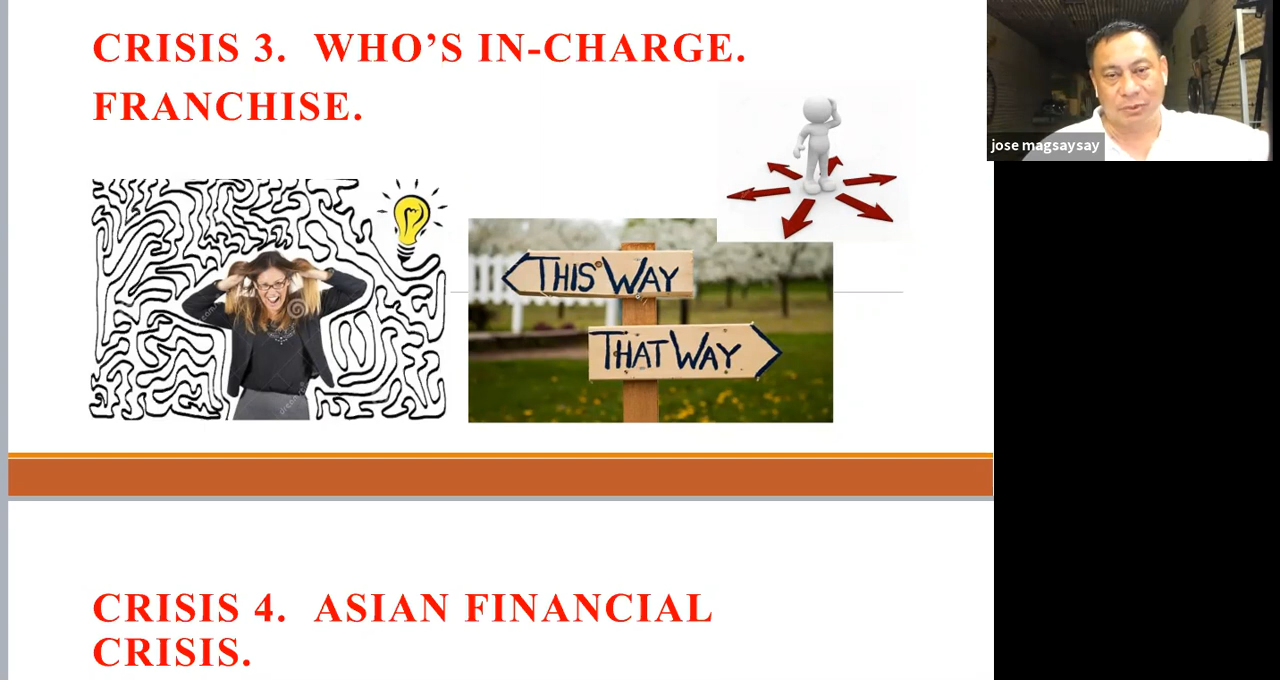 CRISIS 3. WHO’S IN-CHARGE.
FRANCHISE.
THIS WAY
THAT WAY
CRISIS 4. ASIAN FINANCIAL
CRISIS.
jose magsaysay